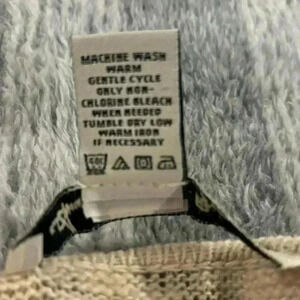 MACHINE WASH
WARM
GENTLE CYCLE
ONLY NON-
CHLORINE BLEACH
WHEN NEEDED
TUMBLE DRY LOW
WARM IRON
IF NECESSARY